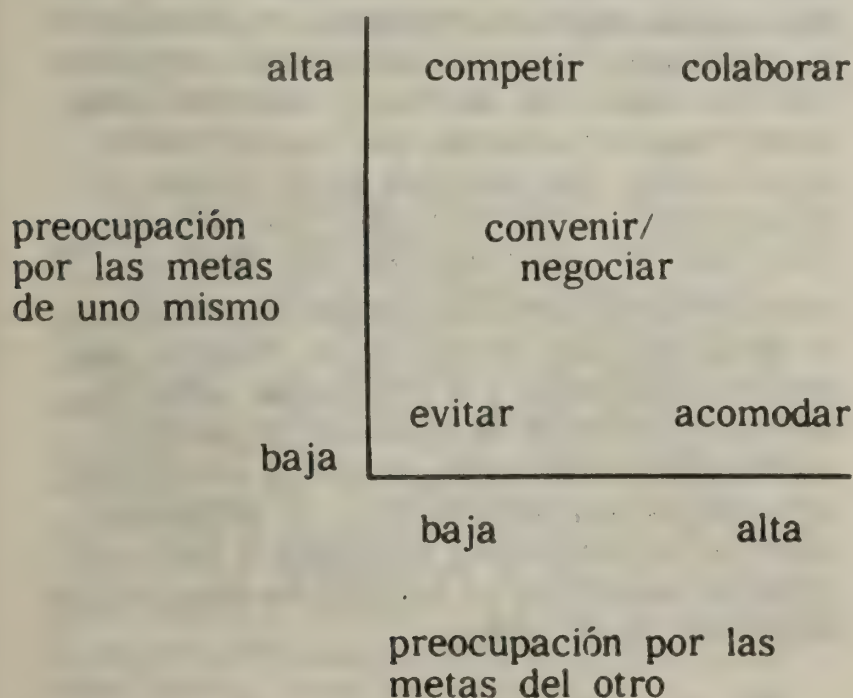 alta competir colaborar
preocupación
por las metas
de uno mismo
convenir/
negociar
evitar acomodar
baja
baja alta
preocupación por las
metas del otro